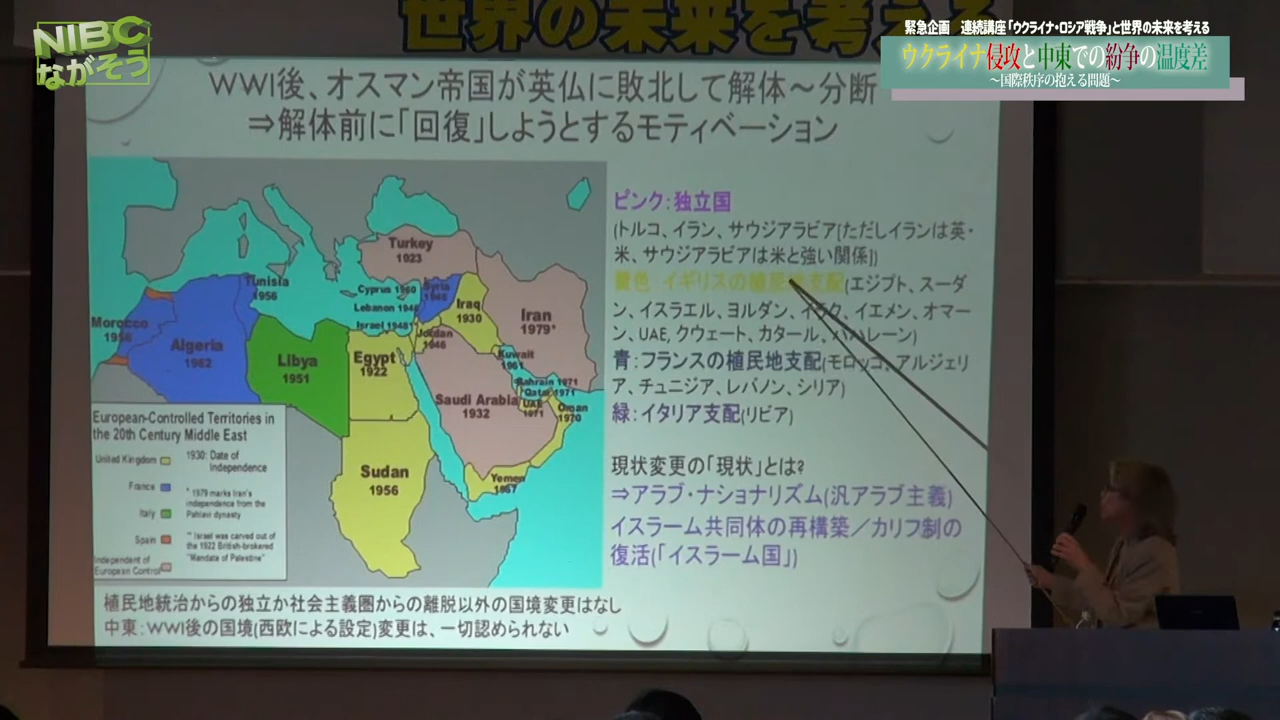 NIBC
ながそう
世界の未来を考える
緊急企画 連続講座「ウクライナ・ロシア戦争」と世界の未来を考える
ウクライナ侵攻と中東での紛争の温度差
～国際秩序の抱える問題～
WWI後、オスマン帝国が英仏に敗北して解体～分断
⇒解体前に「回復」しようとするモティベーション
Turkey
1923
Tunisia
1956
Cyprus 1960
Syria
1946
Lebanon 1946
Iraq
1930
Israel 1948**
Iran
1979*
Morocco
1956
Algeria
1962
Jordan
1946
Libya
1951
Egypt
1922
Kuwait
1961
Bahrain 1971
Qatar 1971
UAE
1971
Saudi Arabia
1932
Oman
1970
Sudan
1956
Yemen
1967
European-Controlled Territories in
the 20th Century Middle East
United Kingdom
France
Italy
Spain
Independent of
European Control
1930: Date of
Independence
* 1979 marks Iran's
independence from the
Pahlavi dynasty
** Israel was carved out of
the 1922 British-brokered
"Mandate of Palestine"
ピンク：独立国
(トルコ、イラン、サウジアラビア(ただしイランは英・
米、サウジアラビアは米と強い関係])
黄色 イギリスの植民地支配(エジプト、スーダ
ン、イスラエル、ヨルダン、イラク、イエメン、オマー
ン、UAE, クウェート、カタール、バハレーン)
青：フランスの植民地支配(モロッコ、アルジェリ
ア、チュニジア、レバノン、シリア)
緑：イタリア支配(リビア)
現状変更の「現状」とは?
⇒アラブ・ナショナリズム(汎アラブ主義)
イスラーム共同体の再構築／カリフ制の
復活(「イスラーム国」)
植民地統治からの独立か社会主義圏からの離脱以外の国境変更はなし
中東：WWI後の国境(西欧による設定)変更は、一切認められない